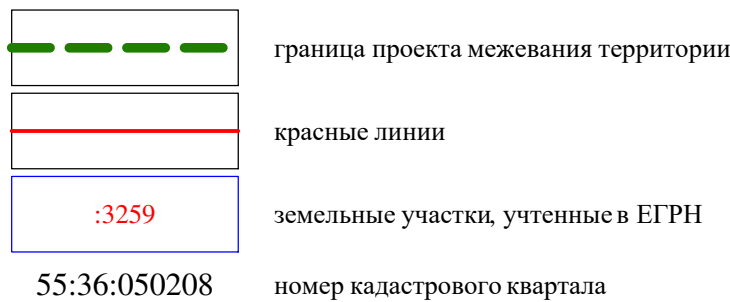 граница проекта межевания территории
красные линии
:3259 земельные участки, учтенные в ЕГРН
55:36:050208 номер кадастрового квартала